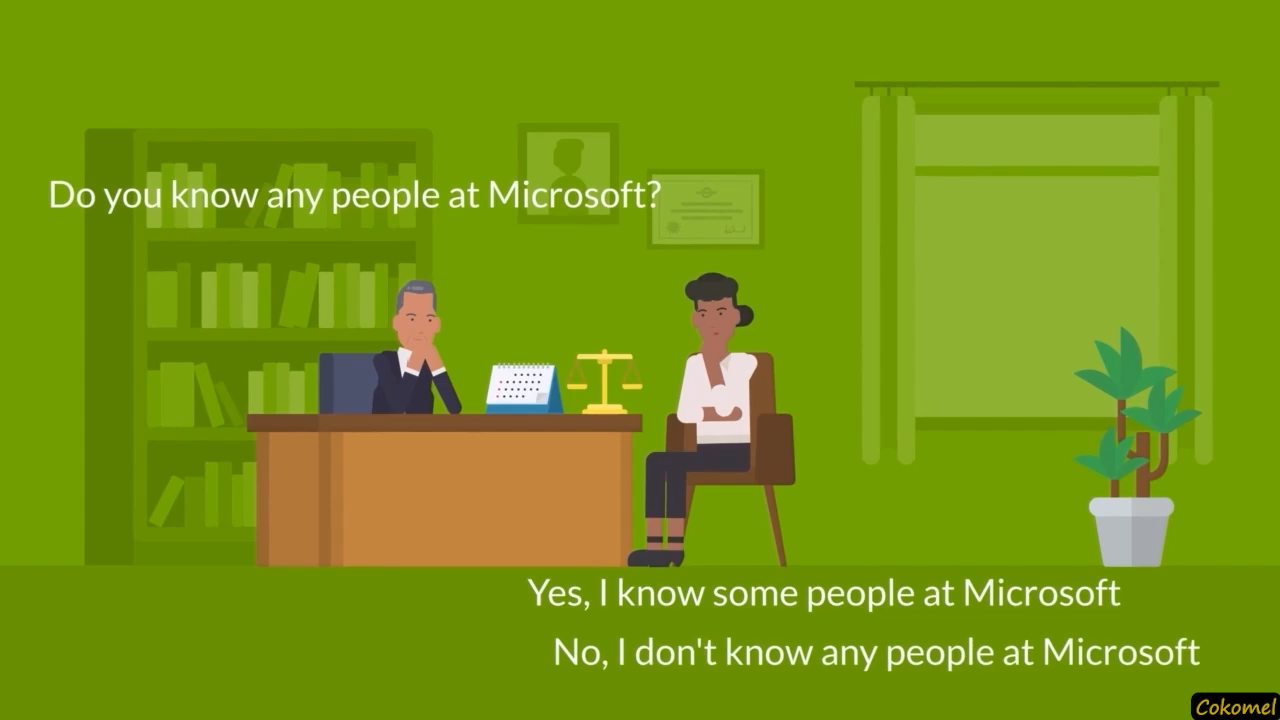 Do you know any people at Microsoft?
Yes, I know some people at Microsoft
No, I don't know any people at Microsoft
Cokomel